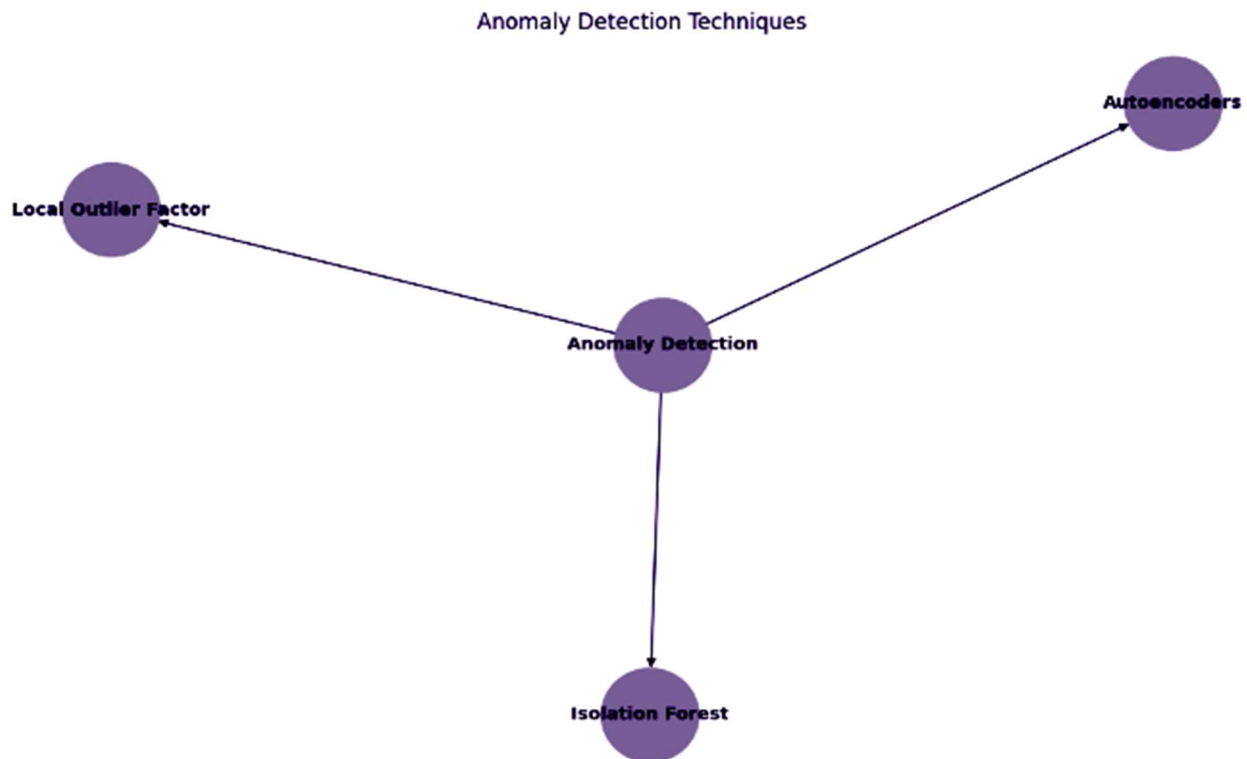 Anomaly Detection Techniques
Autoencoders
Local Outlier Factor
Anomaly Detection
Isolation Forest